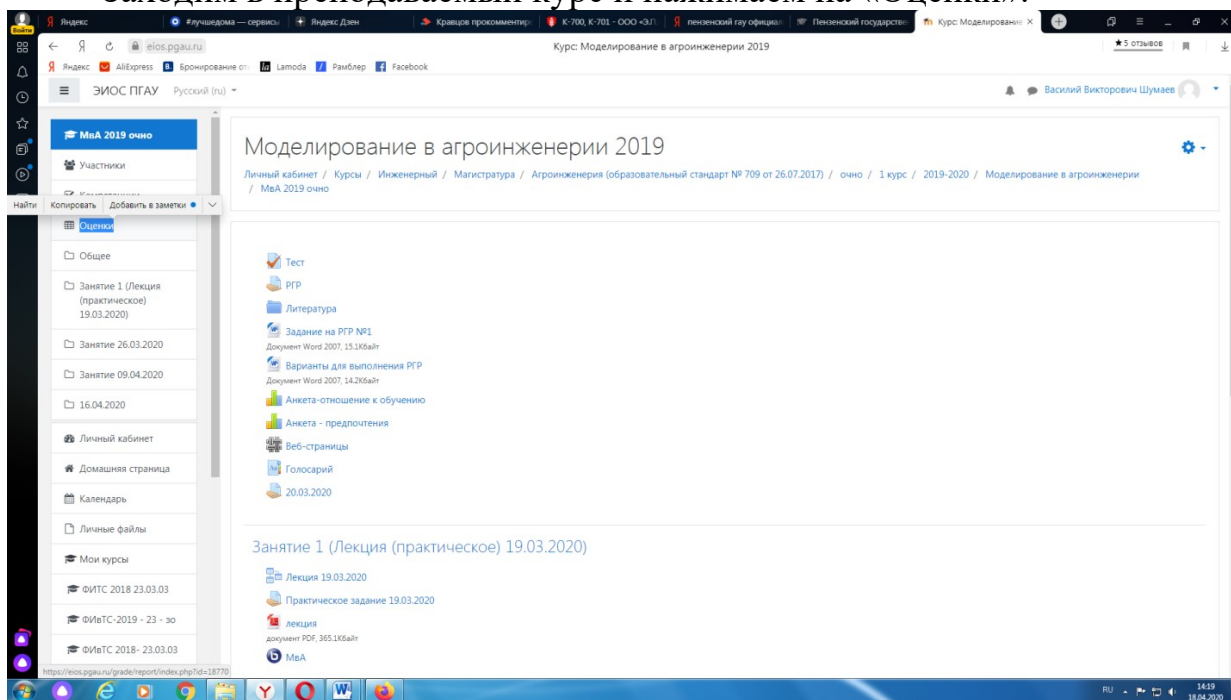 Заходим в преподаваемый курс и нажимаем на «Оценки».
Войти
Яндекс
#лучшедома — сервисы
Яндекс Дзен
Кравцов прокомментир
К-700, К-701 - ООО «ЭЛ
пензенский гау официал
Пензенский государстве
Курс: Моделирование
eios.pgau.ru
Курс: Моделирование в агроинженерии 2019
★ 5 отзывов
Яндекс
AliExpress
Бронирование от
Lamoda
Рамблер
Facebook
ЭИОС ПГАУ
Русский (ru)
Василий Викторович Шумаев
МвА 2019 очно
Участники
Найти
Копировать
Добавить в заметки
Оценки
Общее
Занятие 1 (Лекция
(практическое)
19.03.2020)
Занятие 26.03.2020
Занятие 09.04.2020
16.04.2020
Личный кабинет
Домашняя страница
Календарь
Личные файлы
Мои курсы
ФИТС 2018 23.03.03
ФИвТС-2019 - 23 - зо
ФИвТС 2018- 23.03.03
https://eios.pgau.ru/grade/report/index.php?id=18770
Моделирование в агроинженерии 2019
Личный кабинет / Курсы / Инженерный / Магистратура / Агроинженерия (образовательный стандарт № 709 от 26.07.2017) / очно / 1 курс / 2019-2020 / Моделирование в агроинженерии
/ МвА 2019 очно
Тест
РГР
Литература
Задание на РГР №1
Документ Word 2007, 15.1Кбайт
Варианты для выполнения РГР
Документ Word 2007, 14.2Кбайт
Анкета-отношение к обучению
Анкета - предпочтения
Веб-страницы
Голосарий
20.03.2020
Занятие 1 (Лекция (практическое) 19.03.2020)
Лекция 19.03.2020
Практическое задание 19.03.2020
лекция
документ PDF, 365.1Кбайт
МвА
RU
14:19
18.04.2020